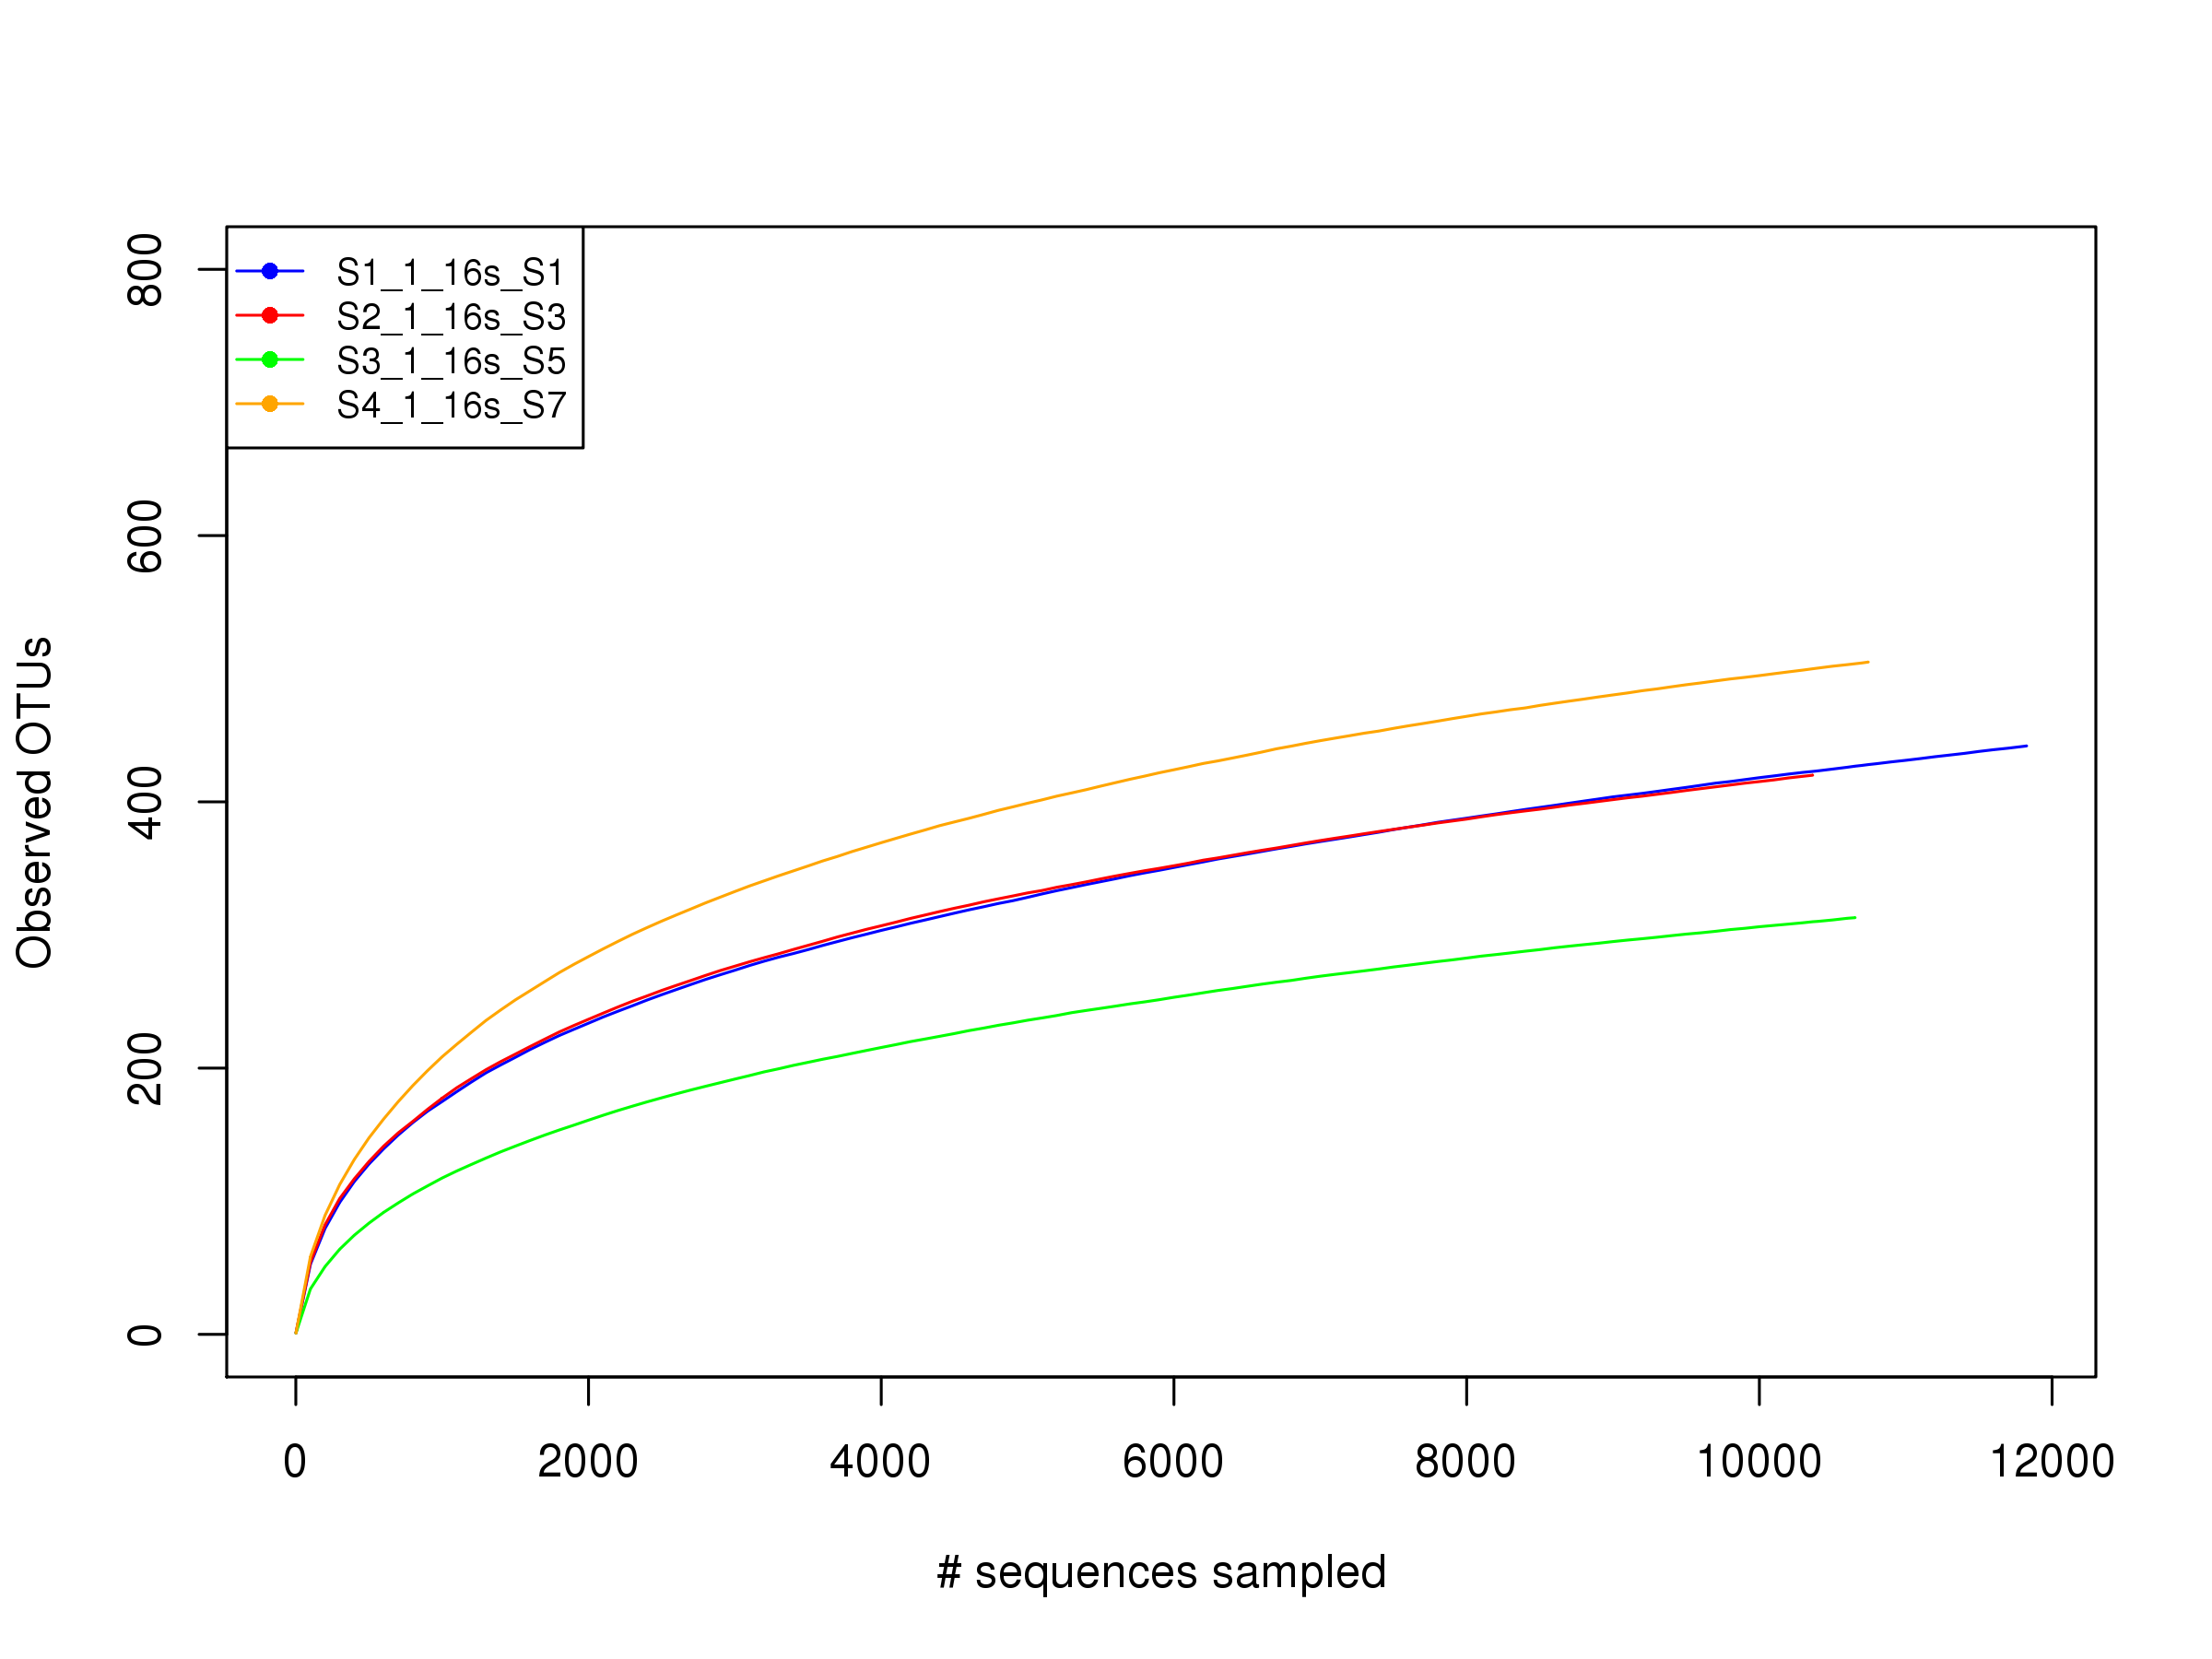 S1_1_16s_S1
S2_1_16s_S3
S3_1_16s_S5
S4_1_16s_S7
800
600
400
200
0
Observed OTUs
0 2000 4000 6000 8000 10000 12000
# sequences sampled